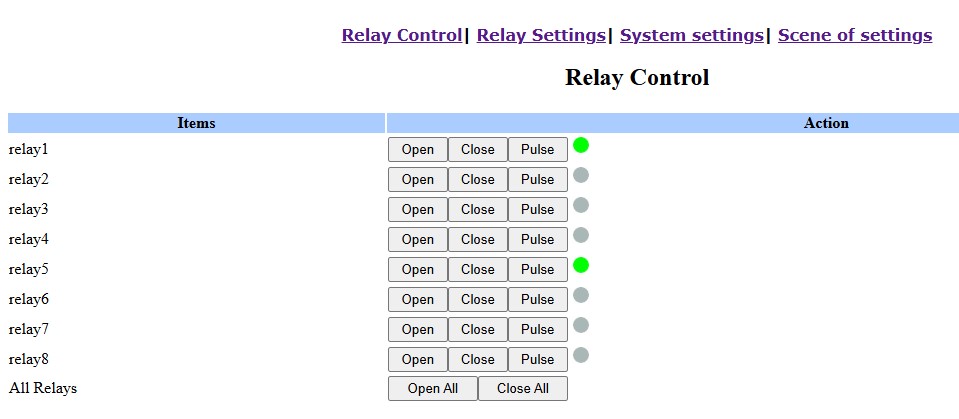 Relay Control| Relay Settings| System settings| Scene of settings
Relay Control
Items Action
relay1 Open Close Pulse
relay2 Open Close Pulse
relay3 Open Close Pulse
relay4 Open Close Pulse
relay5 Open Close Pulse
relay6 Open Close Pulse
relay7 Open Close Pulse
relay8 Open Close Pulse
All Relays Open All Close All